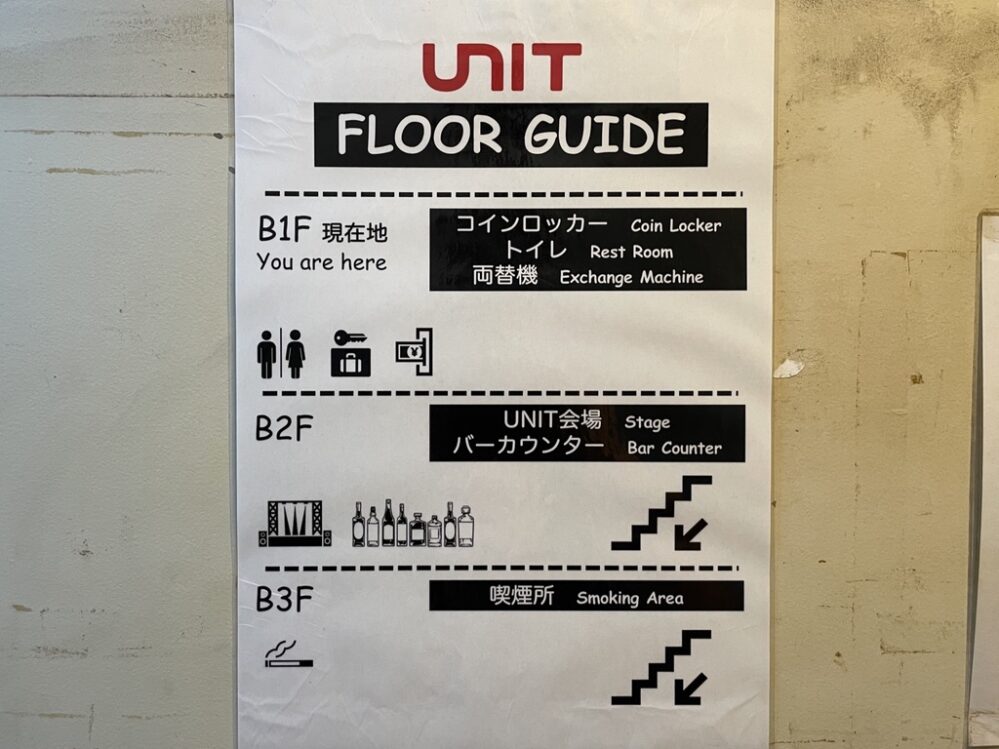 UNIT
FLOOR GUIDE
B1F 現在地
You are here
コインロッカー Coin Locker
トイレ Rest Room
両替機 Exchange Machine
¥
B2F
UNIT会場 Stage
バーカウンター Bar Counter
B3F
喫煙所 Smoking Area